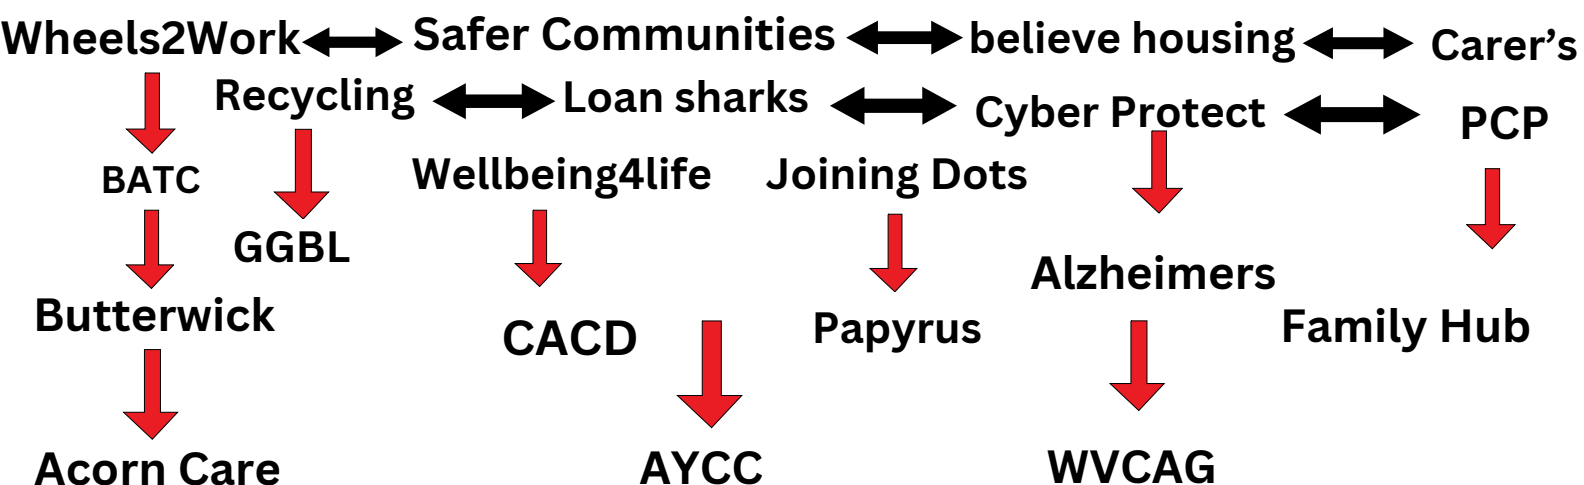 Wheels2Work Safer Communities believe housing Carer’s
Recycling Loan sharks Cyber Protect PCP
BATC Wellbeing4life Joining Dots
GGBL Alzheimers
Butterwick CACD Papyrus Family Hub
Acorn Care AYCC WVCAG